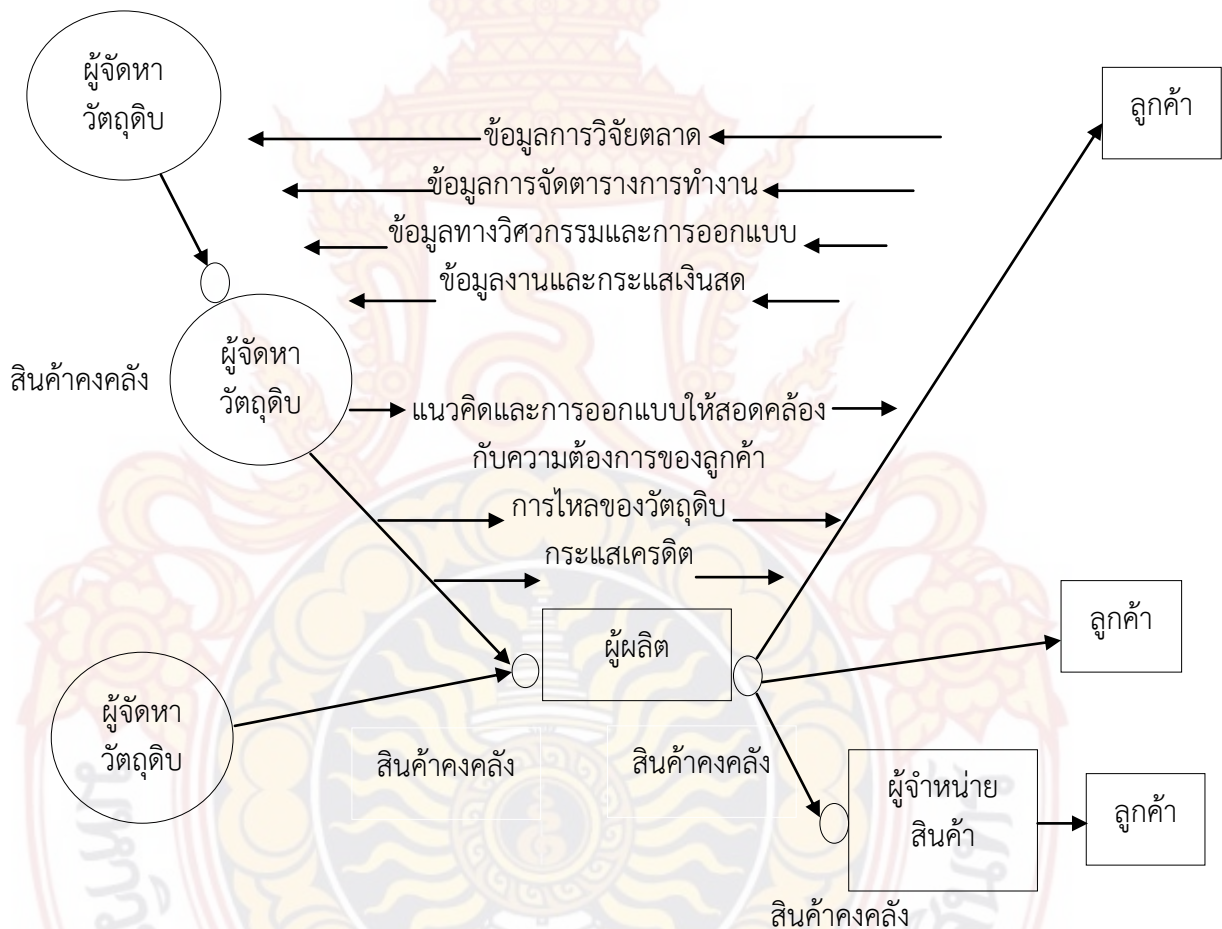 ผู้จัดหา
วัตถุดิบ
ลูกค้า
ข้อมูลการวิจัยตลาด
ข้อมูลการจัดตารางการทำงาน
ข้อมูลทางวิศวกรรมและการออกแบบ
ข้อมูลงานและกระแสเงินสด
สินค้าคงคลัง
ผู้จัดหา
วัตถุดิบ
แนวคิดและการออกแบบให้สอดคล้อง
กับความต้องการของลูกค้า
การไหลของวัตถุดิบ
กระแสเครดิต
ผู้ผลิต
ลูกค้า
ผู้จัดหา
วัตถุดิบ
สินค้าคงคลัง
สินค้าคงคลัง
ผู้จำหน่าย
สินค้า
ลูกค้า
สินค้าคงคลัง